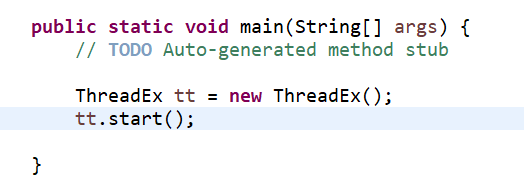 public static void main(String[] args) {
// TODO Auto-generated method stub
ThreadEx tt = new ThreadEx();
tt.start();
}